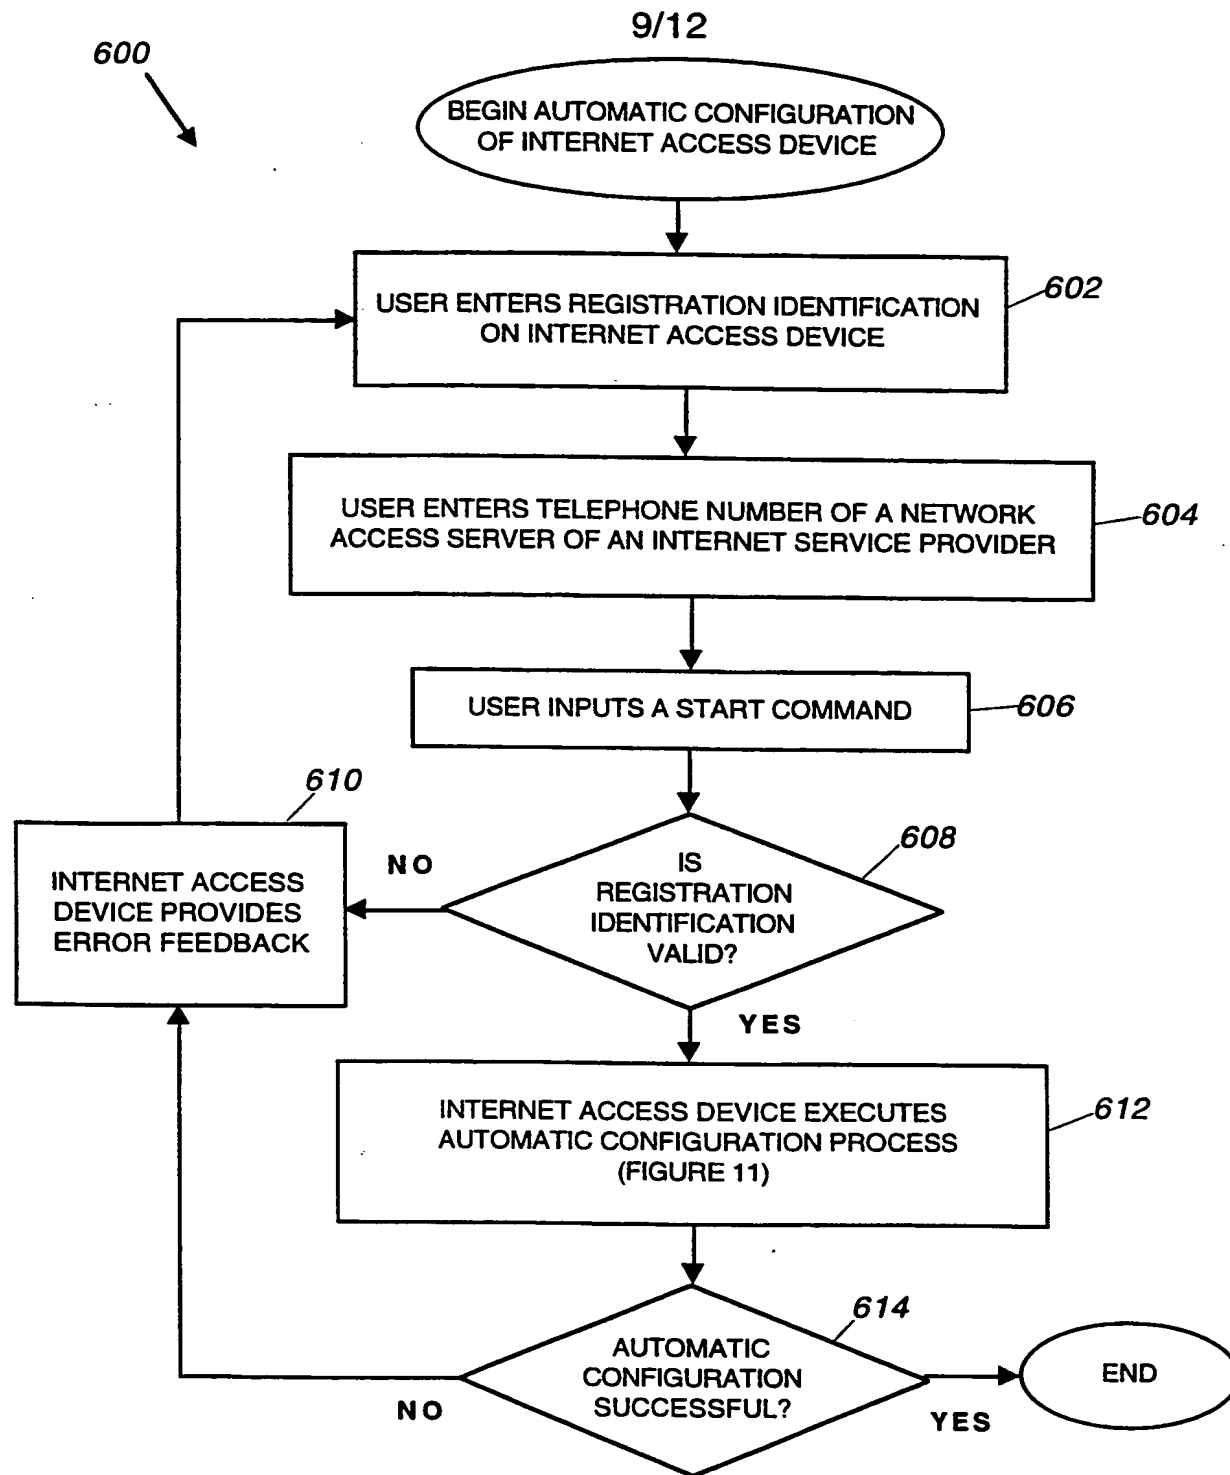 9/12
600
BEGIN AUTOMATIC CONFIGURATION
OF INTERNET ACCESS DEVICE
USER ENTERS REGISTRATION IDENTIFICATION
ON INTERNET ACCESS DEVICE
602
USER ENTERS TELEPHONE NUMBER OF A NETWORK
ACCESS SERVER OF AN INTERNET SERVICE PROVIDER
604
USER INPUTS A START COMMAND
606
610
INTERNET ACCESS
DEVICE PROVIDES
ERROR FEEDBACK
NO
IS
REGISTRATION
IDENTIFICATION
VALID?
608
YES
INTERNET ACCESS DEVICE EXECUTES
AUTOMATIC CONFIGURATION PROCESS
(FIGURE 11)
612
AUTOMATIC
CONFIGURATION
SUCCESSFUL?
614
NO
YES
END